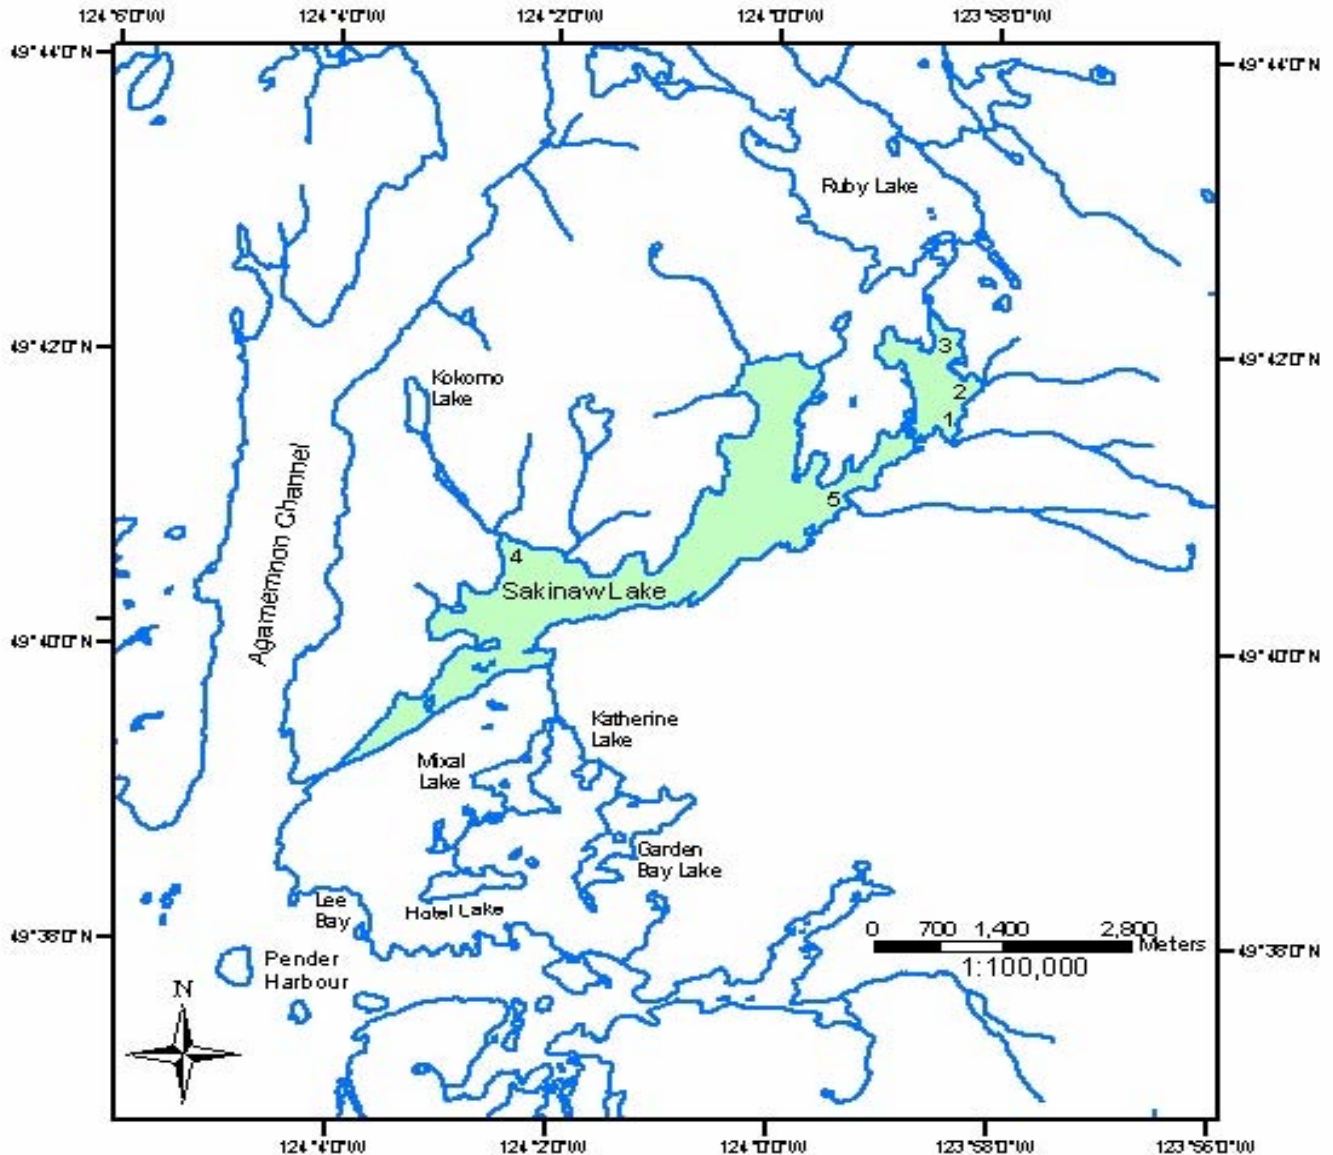 124°6'0"W 124°4'0"W 124°2'0"W 124°0'0"W 123°58'0"W
49°44'0"N 49°44'0"N
Ruby Lake
49°42'0"N 49°42'0"N
3
Kokomo
Lake
2
1
Agamemnon Channel
5
4
Sakinaw Lake
49°40'0"N 49°40'0"N
Katherine
Lake
Mixal
Lake
Garden
Bay Lake
Lee
Bay
Hotel Lake
0 700 1,400 2,800
Meters
1:100,000
49°38'0"N 49°38'0"N
Pender
Harbour
N
124°4'0"W 124°2'0"W 124°0'0"W 123°58'0"W 123°56'0"W